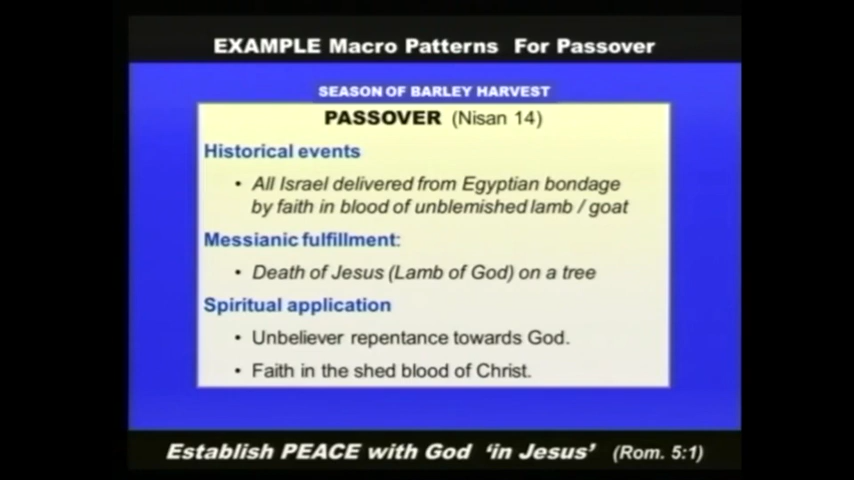 EXAMPLE Macro Patterns For Passover
SEASON OF BARLEY HARVEST
PASSOVER (Nisan 14)
Historical events
• All Israel delivered from Egyptian bondage
by faith in blood of unblemished lamb / goat
Messianic fulfillment:
• Death of Jesus (Lamb of God) on a tree
Spiritual application
• Unbeliever repentance towards God.
• Faith in the shed blood of Christ.
Establish PEACE with God ‘in Jesus’ (Rom. 5:1)